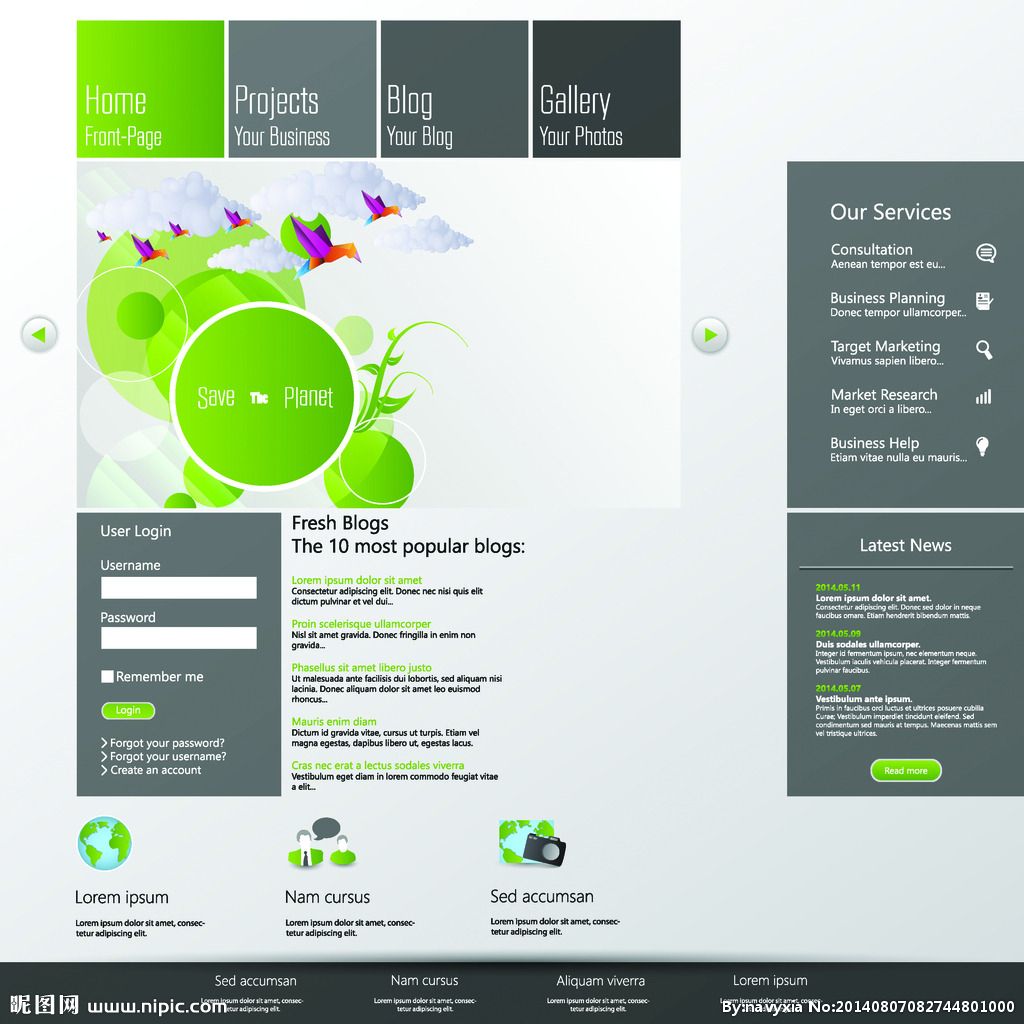 Home
Front-Page
Projects
Your Business
Blog
Your Blog
Gallery
Your Photos
Save The Planet
Our Services
Consultation
Aenean tempor est eu...
Business Planning
Donec tempor ullamcorper...
Target Marketing
Vivamus sapien libero...
Market Research
In eget orci a libero...
Business Help
Etiam vitae nulla eu mauris...
User Login
Username
Password
Remember me
Login
Forgot your password?
Forgot your username?
Create an account
Fresh Blogs
The 10 most popular blogs:
Lorem ipsum dolor sit amet
Consectetur adipiscing elit. Donec nec nisi quis elit
dictum pulvinar et vel dui...
Proin scelerisque ullamcorper
Nisl sit amet gravida. Donec fringilla in enim non
gravida...
Phasellus sit amet libero justo
Ut malesuada ante facilisis dui lobortis, sed aliquam nisi
lacinia. Donec aliquam dolor sit amet leo euismod
rhoncus...
Mauris enim diam
Dictum id gravida vitae, cursus ut turpis. Etiam vel
magna egestas, dapibus libero ut, egestas lacus.
Cras nec erat a lectus sodales viverra
Vestibulum eget diam in lorem commodo feugiat vitae
a elit...
Latest News
2014.05.11
Lorem ipsum dolor sit amet.
Consectetur adipiscing elit. Donec sed dolor in neque
faucibus ornare. Etiam hendrerit bibendum mattis.
2014.05.09
Duis sodales ullamcorper.
Integer id fermentum ipsum, nec elementum neque.
Vestibulum iaculis vehicula placerat. Integer fermentum
pulvinar faucibus.
2014.05.07
Vestibulum ante ipsum.
Primis in faucibus orci luctus et ultrices posuere cubilia
Curae; Vestibulum imperdiet tincidunt eleifend. Sed
condimentum sed mauris at tempus. Maecenas mattis sem
vel tristique ultrices.
Read more
Lorem ipsum
Lorem ipsum dolor sit amet, consec-
tetur adipiscing elit.
Nam cursus
Lorem ipsum dolor sit amet, consec-
tetur adipiscing elit.
Sed accumsan
Lorem ipsum dolor sit amet, consec-
tetur adipiscing elit.
Sed accumsan
Lorem ipsum dolor sit amet, consec-
tetur adipiscing elit.
Nam cursus
Lorem ipsum dolor sit amet, consec-
tetur adipiscing elit.
Aliquam viverra
Lorem ipsum dolor sit amet, consec-
tetur adipiscing elit.
Lorem ipsum
Lorem ipsum dolor sit amet, consec-
tetur adipiscing elit.
昵图网 www.nipic.com
By:navyxia No:20140807082744801000